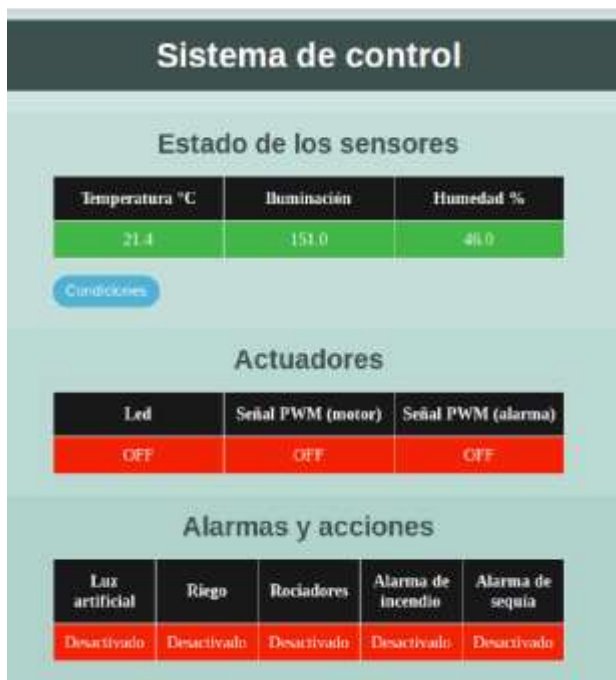 Sistema de control
Estado de los sensores
Temperatura °C Iluminación Humedad %
21.4 151.0 46.0
Condiciones
Actuadores
Led Señal PWM (motor) Señal PWM (alarma)
OFF OFF OFF
Alarmas y acciones
Luz artificial Riego Rociadores Alarma de incendio Alarma de sequía
Desactivado Desactivado Desactivado Desactivado Desactivado